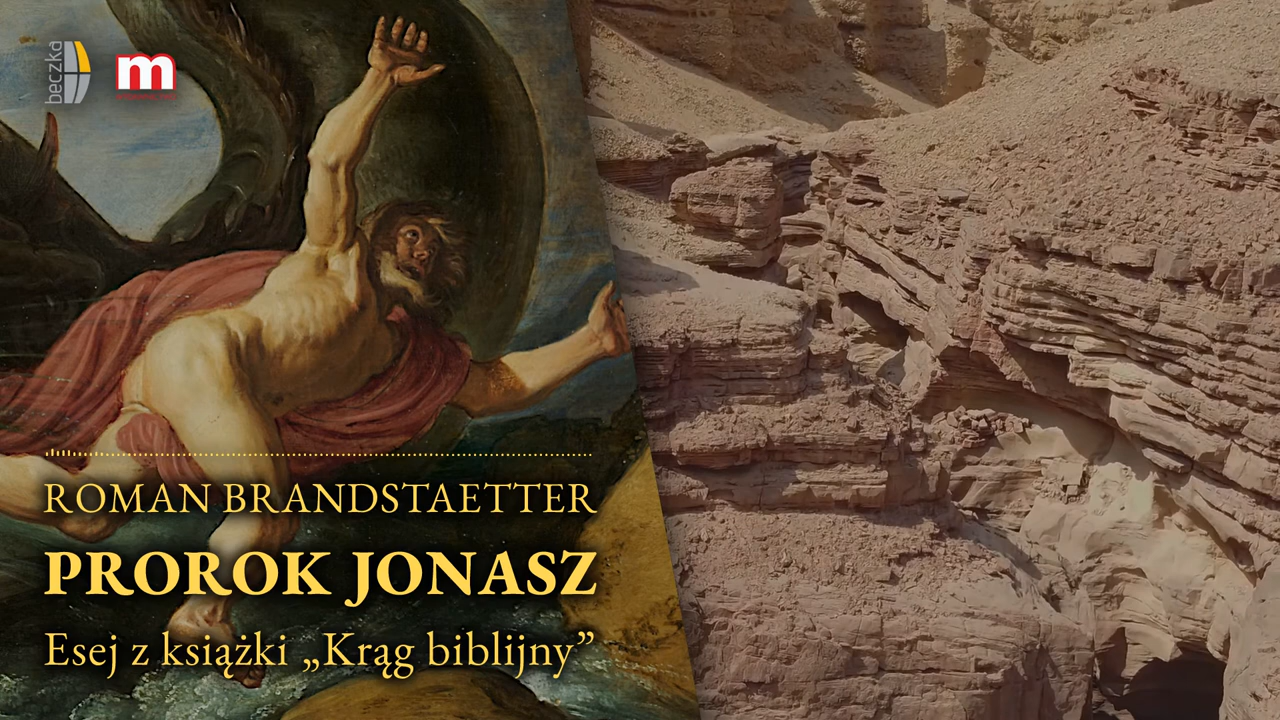 beczka
m
ROMAN BRANDSTAETTER
PROROK JONASZ
Esej z książki „Krąg biblijny”